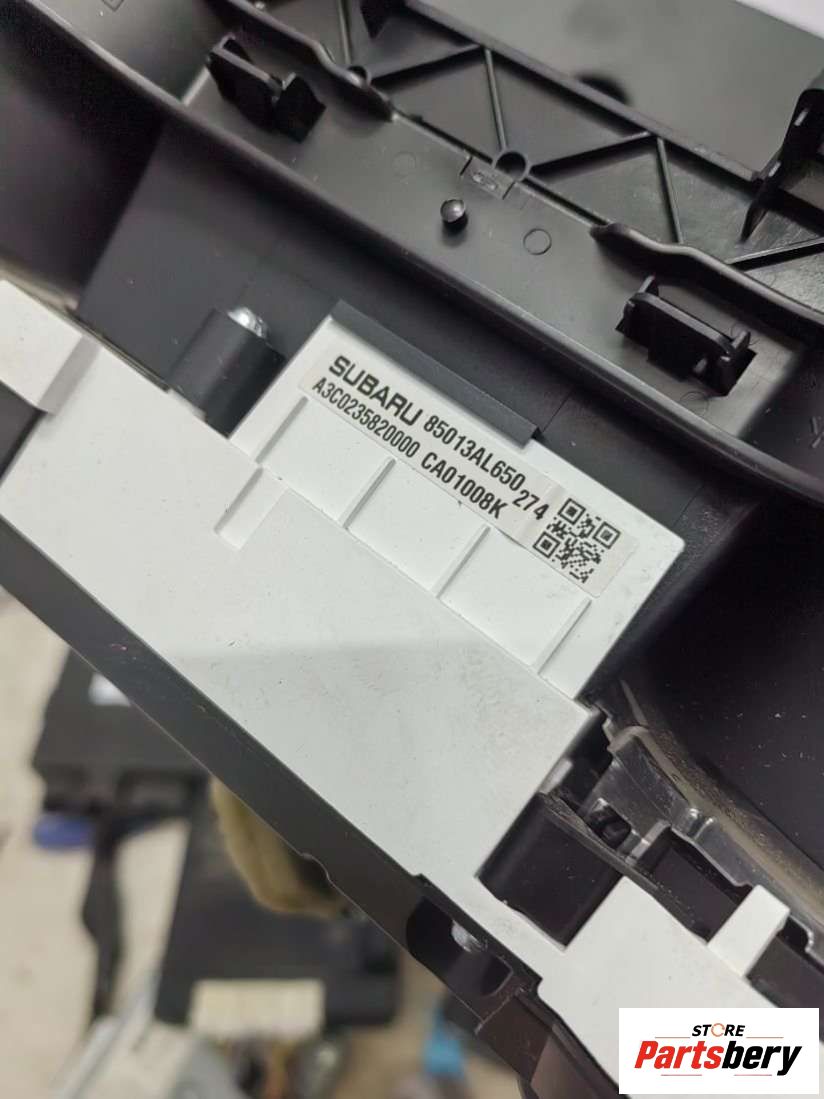 SUBARU 85013AL650 274
A3C0235820000 CA01008K
STORE
Partsbery